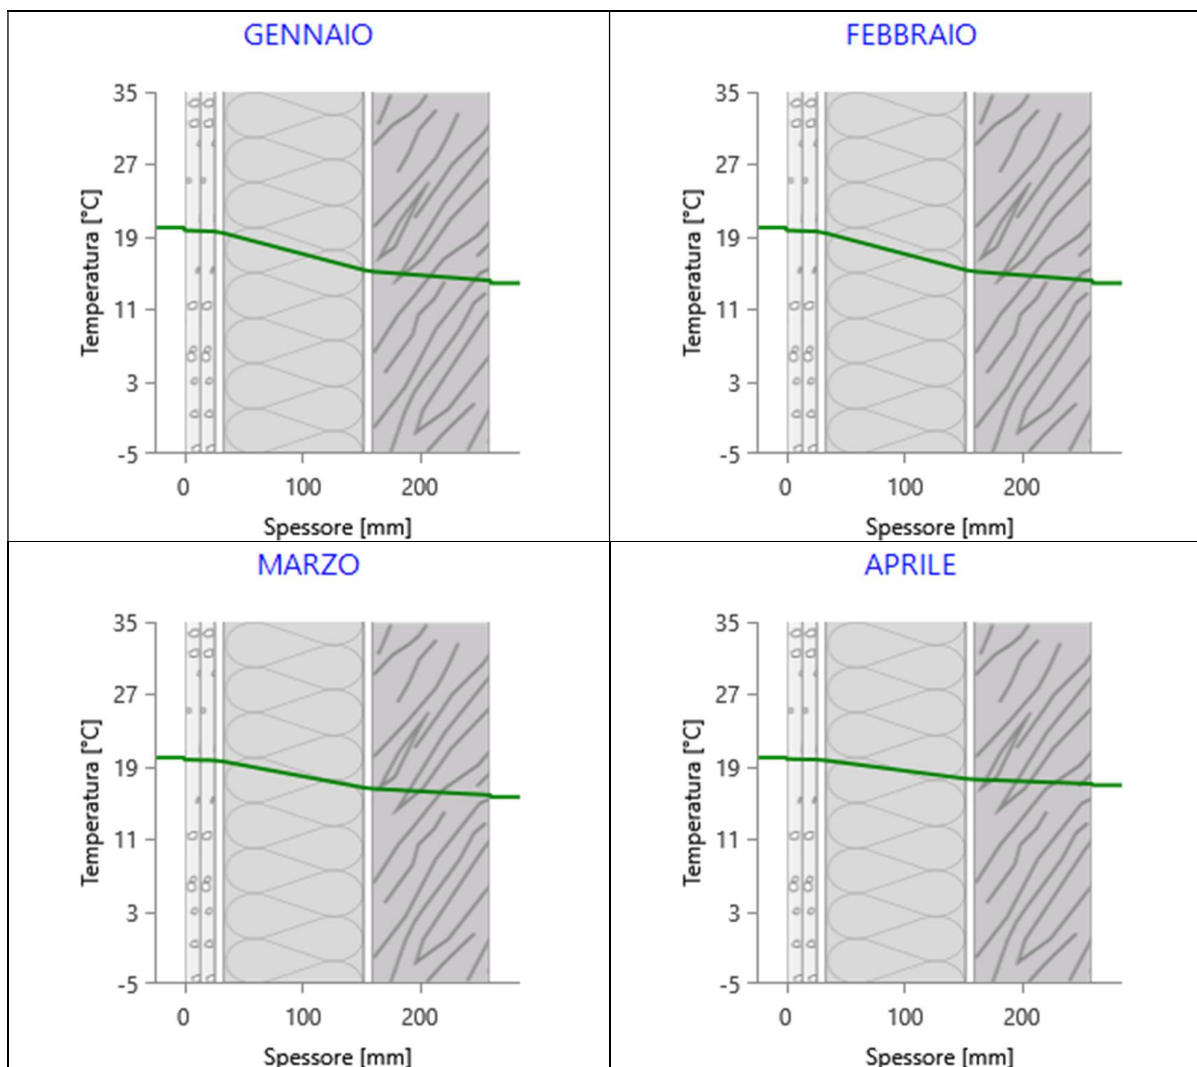 GENNAIO
35
27
19
11
3
-5
Temperatura [°C]
0 100 200
Spessore [mm]
FEBBRAIO
35
27
19
11
3
-5
Temperatura [°C]
0 100 200
Spessore [mm]
MARZO
35
27
19
11
3
-5
Temperatura [°C]
0 100 200
Spessore [mm]
APRILE
35
27
19
11
3
-5
Temperatura [°C]
0 100 200
Spessore [mm]